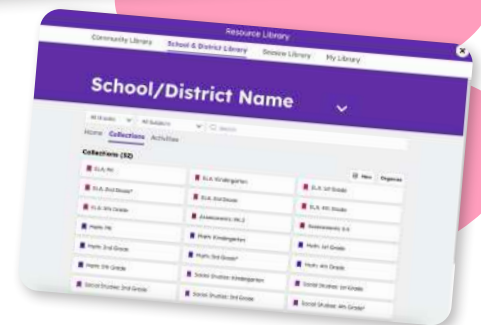 Resource Library
Community Library School & District Library Seesaw Library My Library
School/District Name
All Grades All Subjects Search
Home Collections Activities
Collections (32)
New Organize
ELA: PK ELA: Kindergarten ELA: 1st Grade
ELA: 2nd Grade* ELA: 3rd Grade ELA: 4th Grade
ELA: 5th Grade Assessments: PK-2 Assessments: 3-5
Math: PK Math: Kindergarten Math: 1st Grade
Math: 2nd Grade Math: 3rd Grade* Math: 4th Grade
Math: 5th Grade Social Studies: Kindergarten Social Studies: 1st Grade
Social Studies: 2nd Grade Social Studies: 3rd Grade Social Studies: 4th Grade*